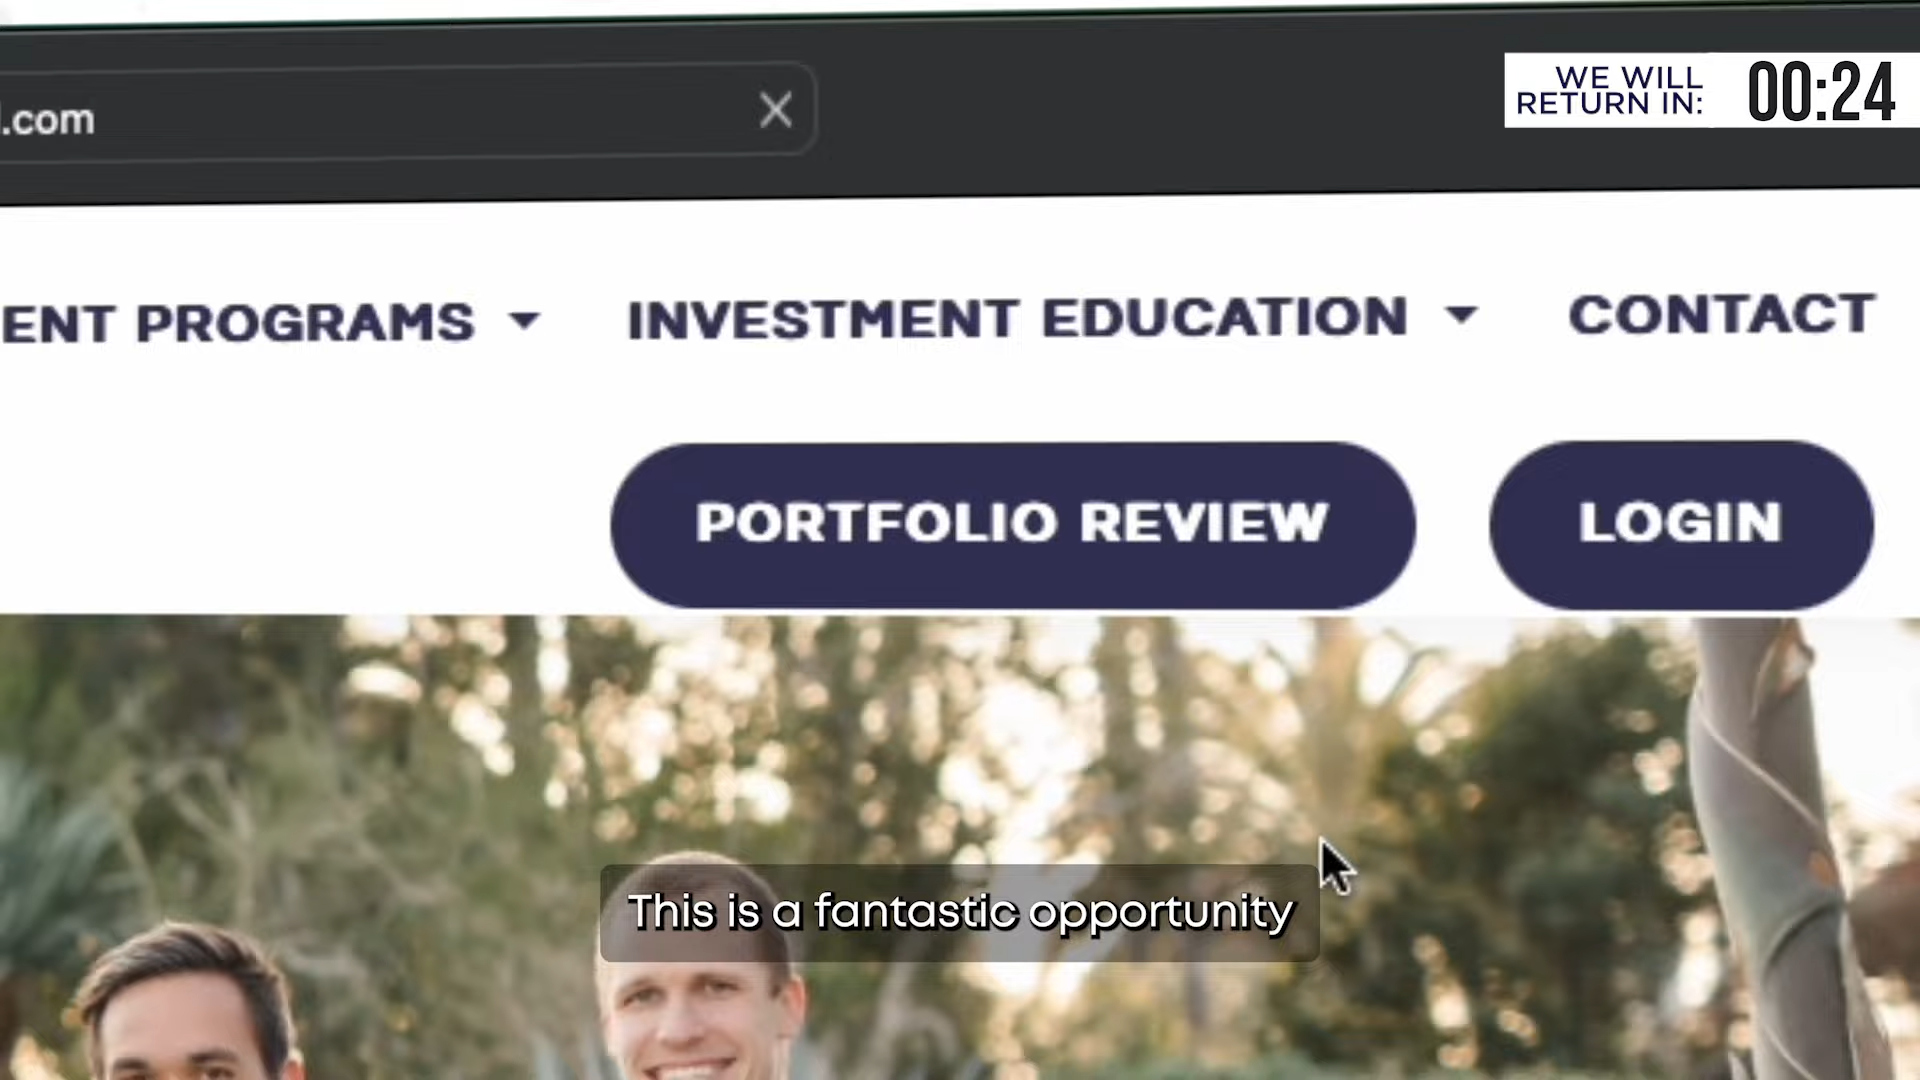 WE WILL
RETURN IN:
00:24
.com
ENT PROGRAMS
INVESTMENT EDUCATION
CONTACT
PORTFOLIO REVIEW
LOGIN
This is a fantastic opportunity